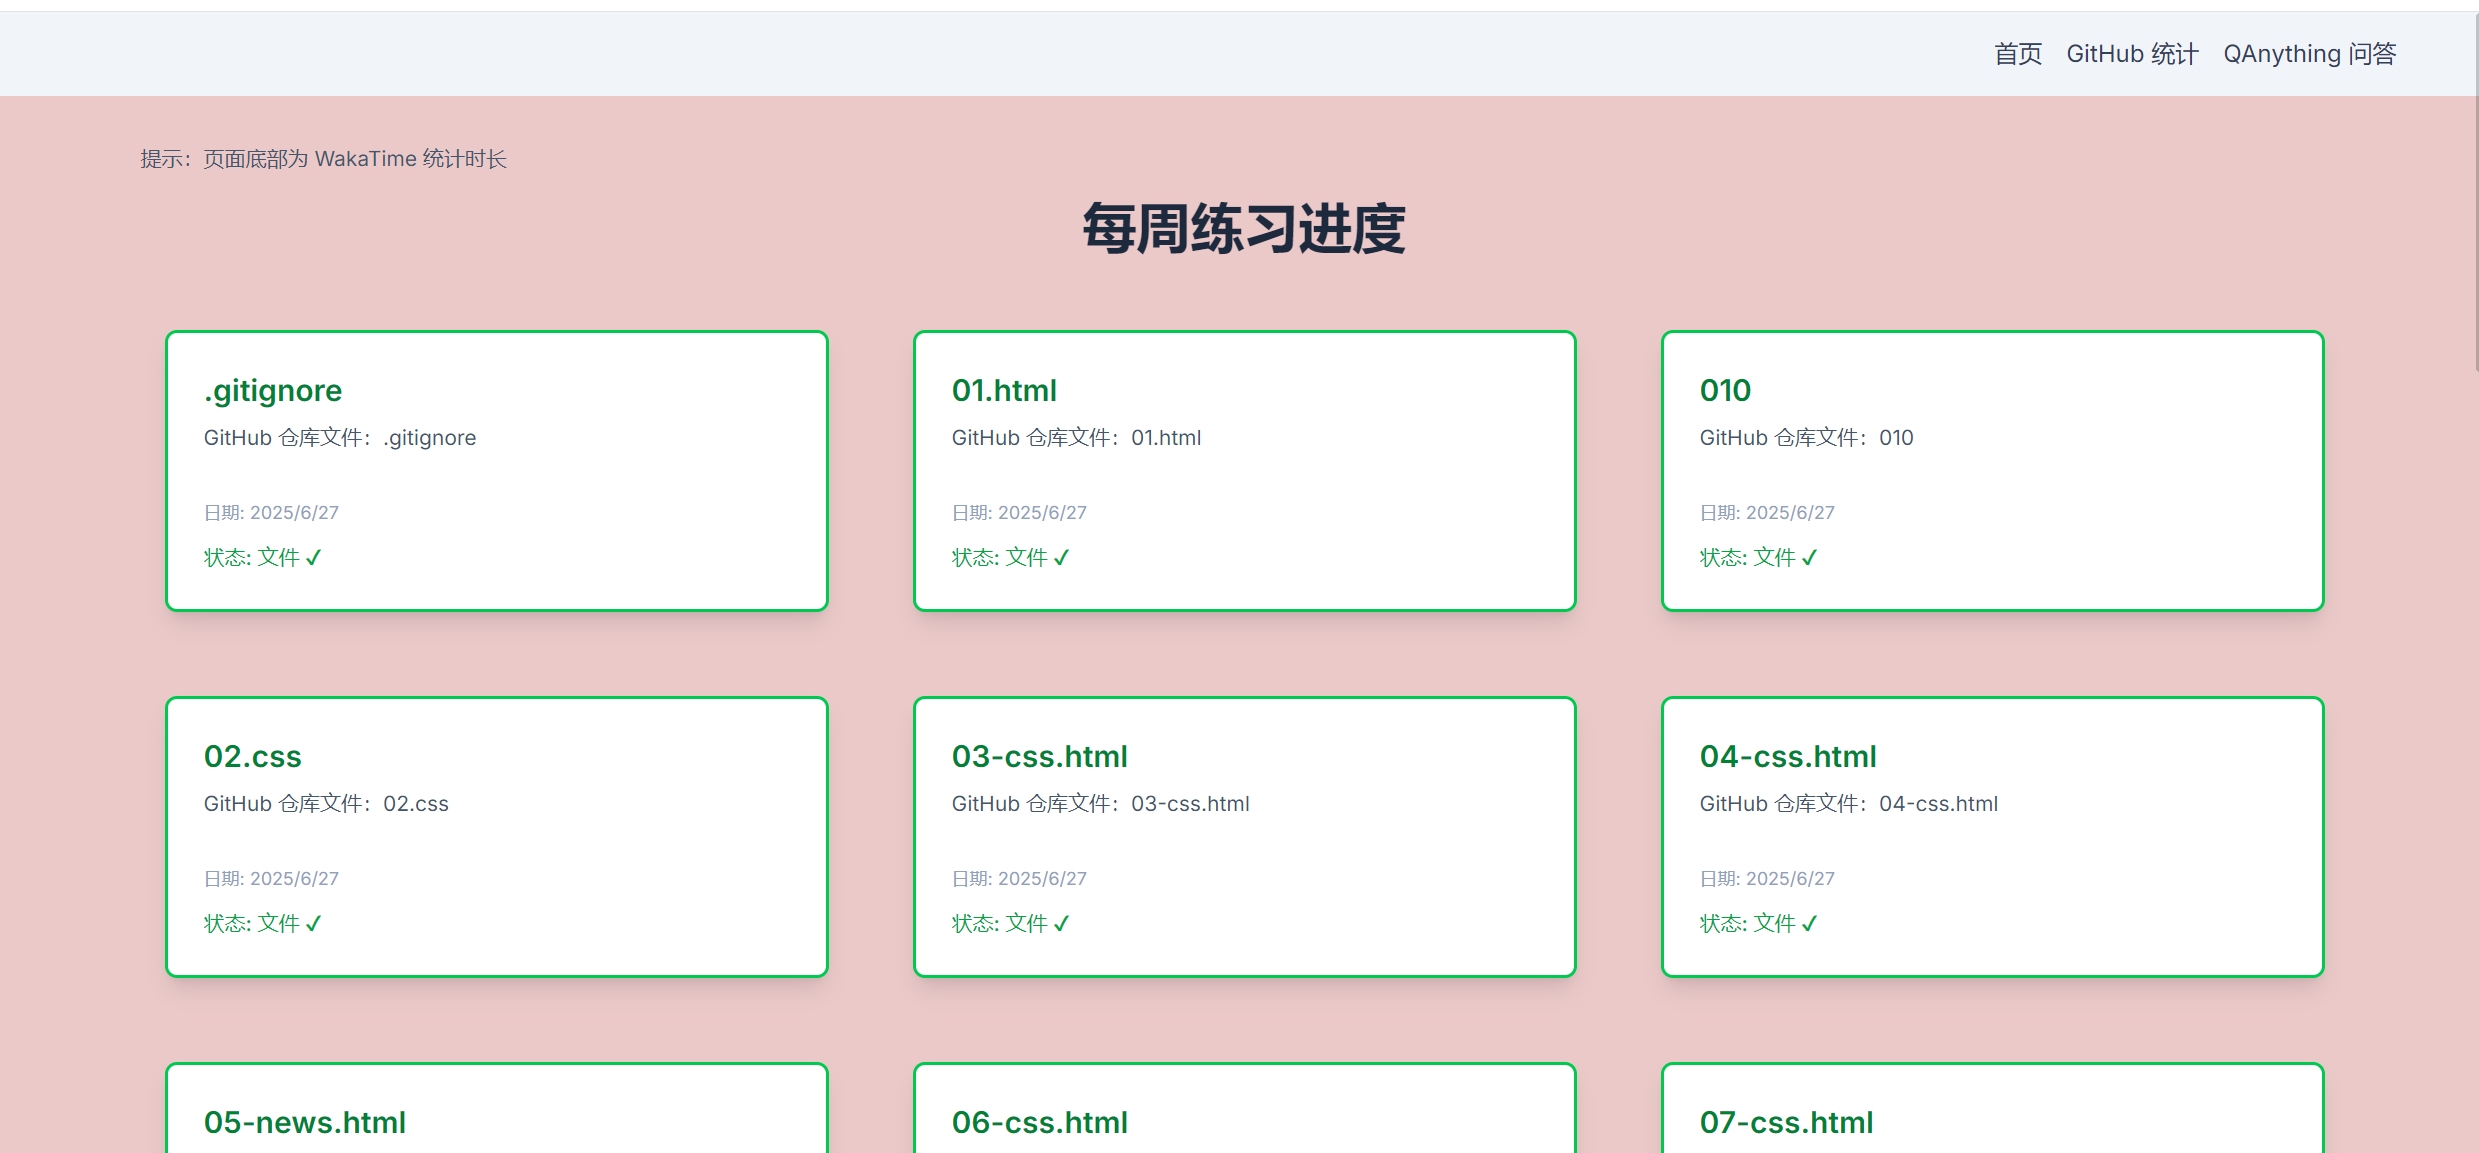 首页 GitHub 统计 QAnything 问答
提示：页面底部为 WakaTime 统计时长
每周练习进度
.gitignore
GitHub 仓库文件：.gitignore
日期: 2025/6/27
状态: 文件 ✓
01.html
GitHub 仓库文件：01.html
日期: 2025/6/27
状态: 文件 ✓
010
GitHub 仓库文件：010
日期: 2025/6/27
状态: 文件 ✓
02.css
GitHub 仓库文件：02.css
日期: 2025/6/27
状态: 文件 ✓
03-css.html
GitHub 仓库文件：03-css.html
日期: 2025/6/27
状态: 文件 ✓
04-css.html
GitHub 仓库文件：04-css.html
日期: 2025/6/27
状态: 文件 ✓
05-news.html
06-css.html
07-css.html